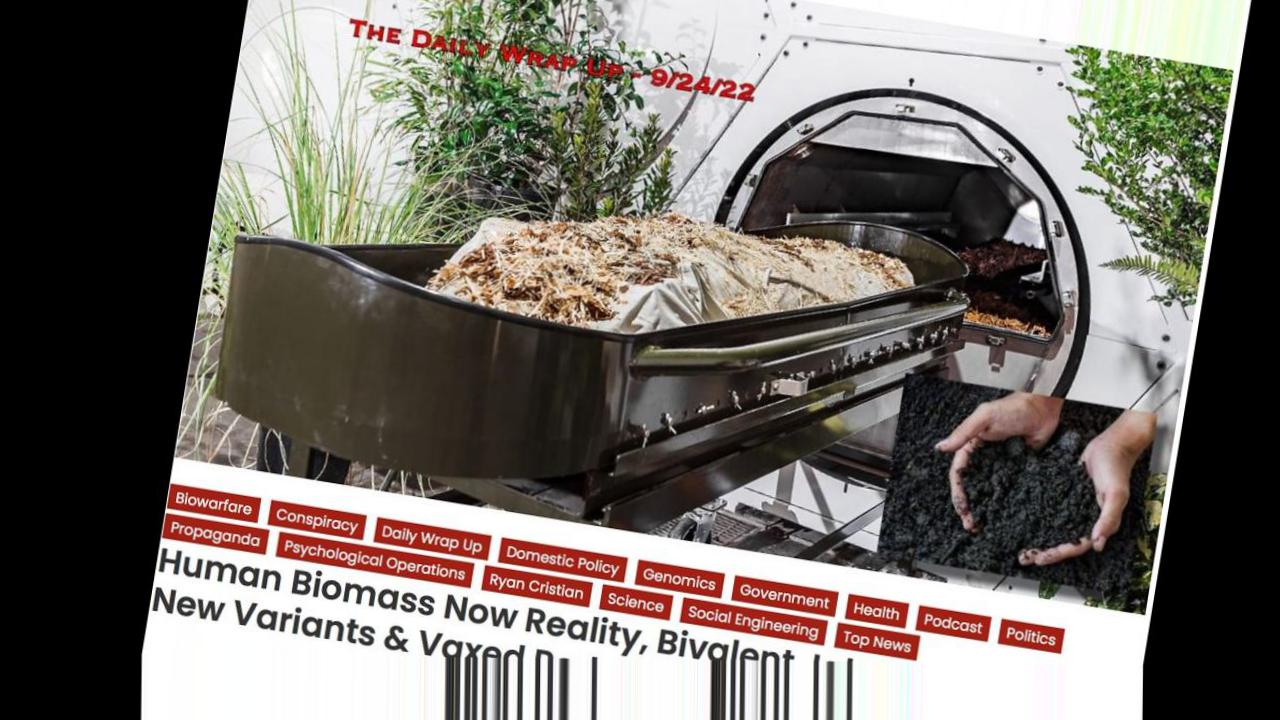 The Daily Wrap Up - 9/24/22
Biowarfare Conspiracy Daily Wrap Up Domestic Policy Genomics Government Health Podcast Politics
Propaganda Psychological Operations Ryan Cristian Science Social Engineering Top News
Human Biomass Now Reality, Bivalent
New Variants & Vaxed